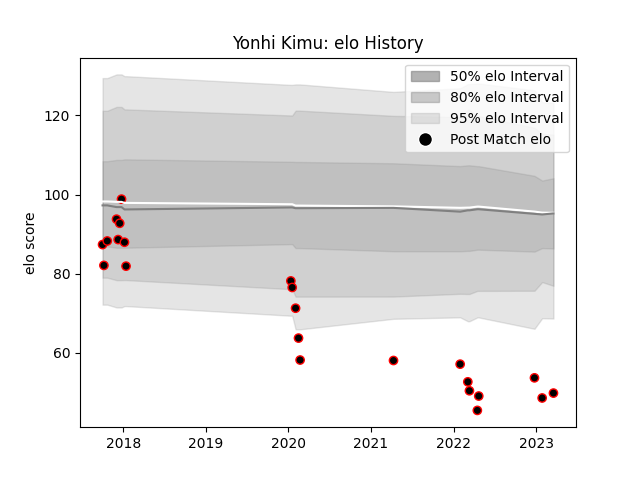 Yonhi Kimu: elo History
50% elo Interval
80% elo Interval
95% elo Interval
Post Match elo
elo score
120
100
80
60
2018 2019 2020 2021 2022 2023